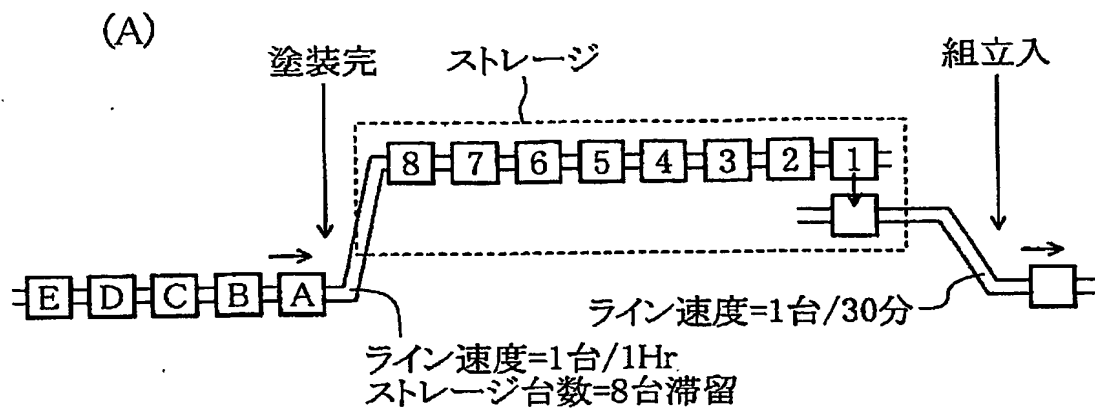 (A)
塗装完
ストレージ
組立入
8 7 6 5 4 3 2 1
E D C B A
ライン速度=1台/30分
ライン速度=1台/1Hr
ストレージ台数=8台滞留